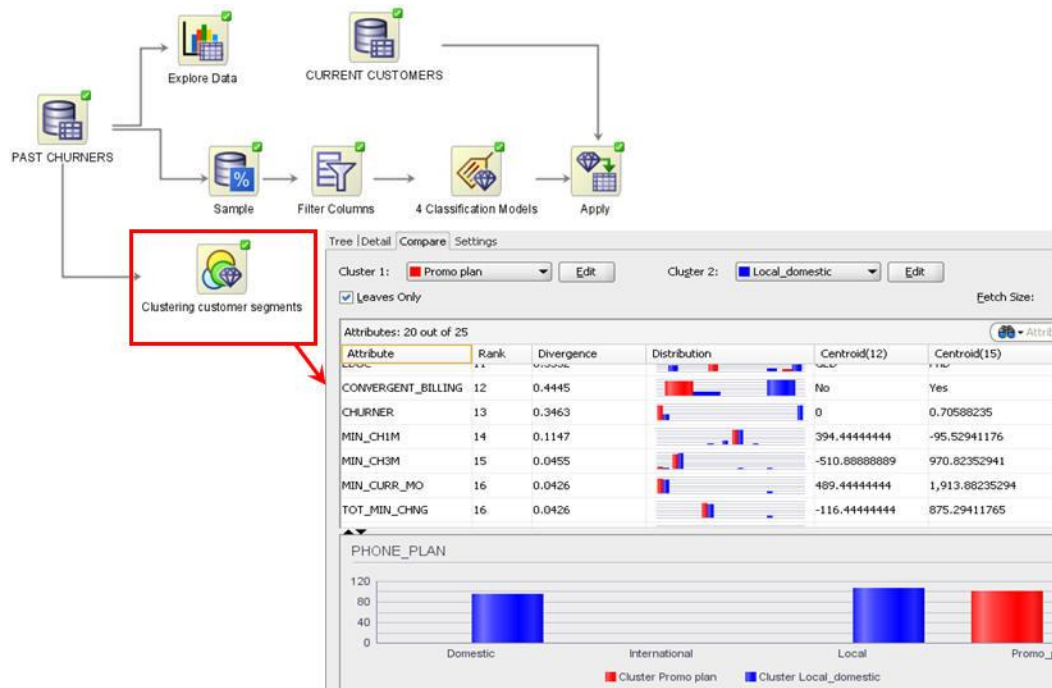 Explore Data
CURRENT CUSTOMERS
PAST CHURNERS
Sample
Filter Columns
4 Classification Models
Apply
Clustering customer segments
Tree Detail Compare Settings
Cluster 1: Promo plan Edit Cluster 2: Local_domestic Edit
Leaves Only Fetch Size:
Attributes: 20 out of 25
Attribute Rank Divergence Distribution Centroid(12) Centroid(15)
CONVERGENT_BILLING 12 0.4445 No Yes
CHURNER 13 0.3463 0 0.70588235
MIN_CH1M 14 0.1147 394.44444444 -95.52941176
MIN_CH3M 15 0.0455 -510.88888889 970.82352941
MIN_CURR_MO 16 0.0426 489.44444444 1,913.88235294
TOT_MIN_CHNG 16 0.0426 -116.44444444 875.29411765
PHONE_PLAN
120
80
40
0
Domestic International Local Promo_
Cluster Promo plan Cluster Local_domestic